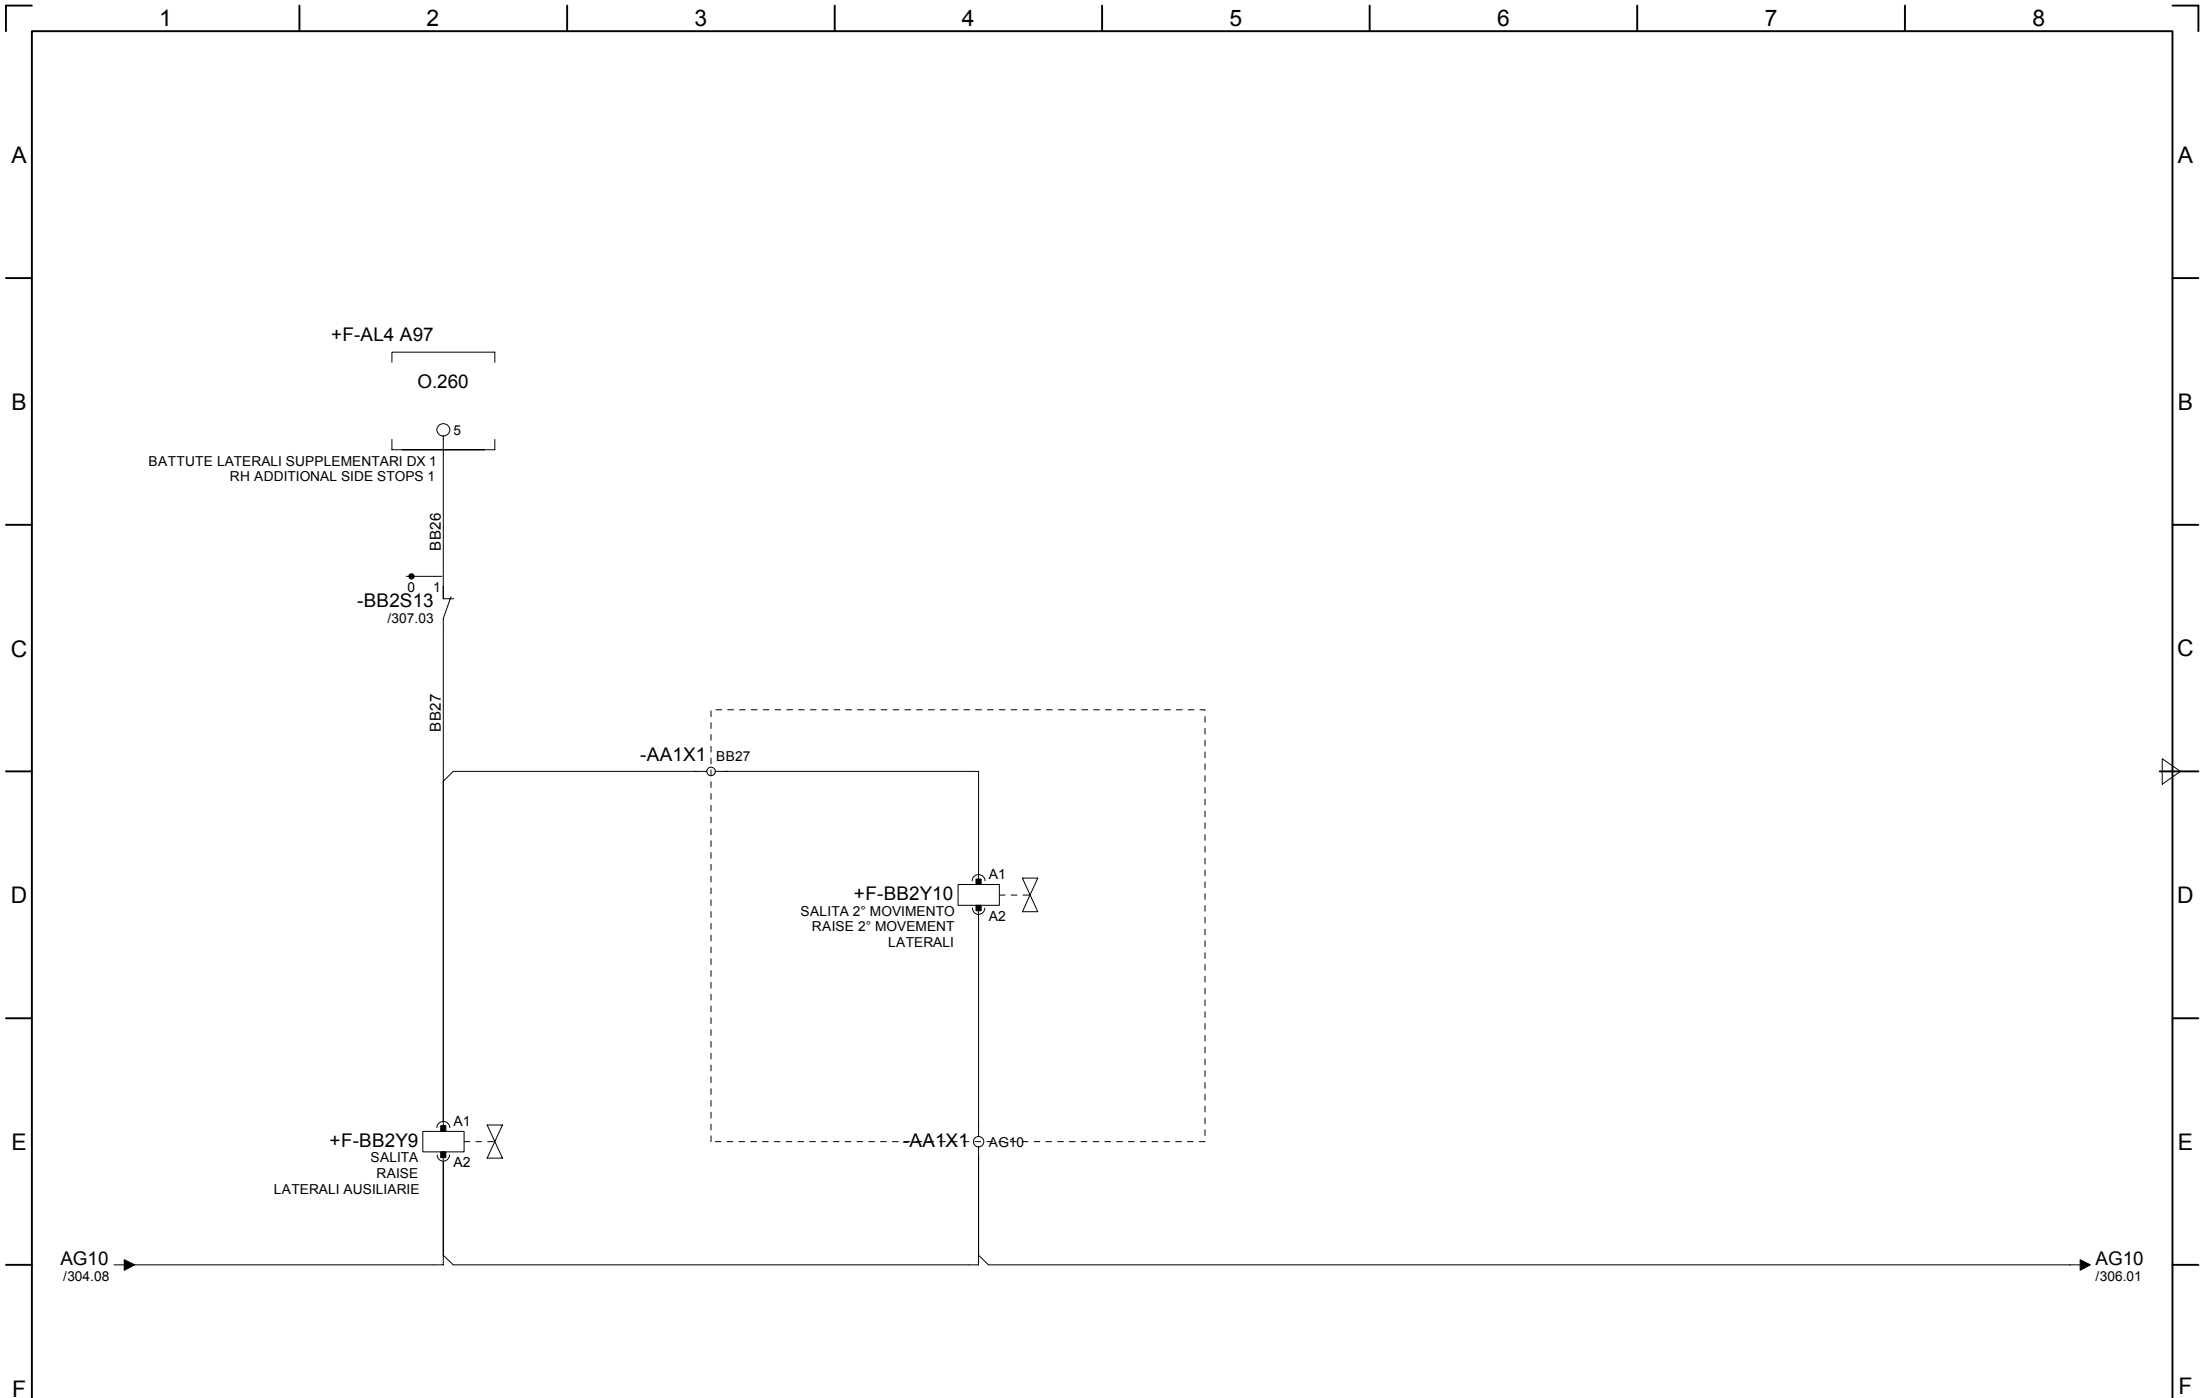 1 2 3 4 5 6 7 8
A A
+F-AL4 A97
O.260
B B
5
BATTUTE LATERALI SUPPLEMENTARI DX 1
RH ADDITIONAL SIDE STOPS 1
BB26
0 1
-BB2S13
/307.03
C C
BB27
-AA1X1 BB27
A1
D +F-BB2Y10 D
SALITA 2° MOVIMENTO A2
RAISE 2° MOVEMENT
LATERALI
A1
E +F-BB2Y9 -AA1X1 AG10 E
SALITA A2
RAISE
LATERALI AUSILIARIE
AG10 AG10
/304.08 /306.01
F F